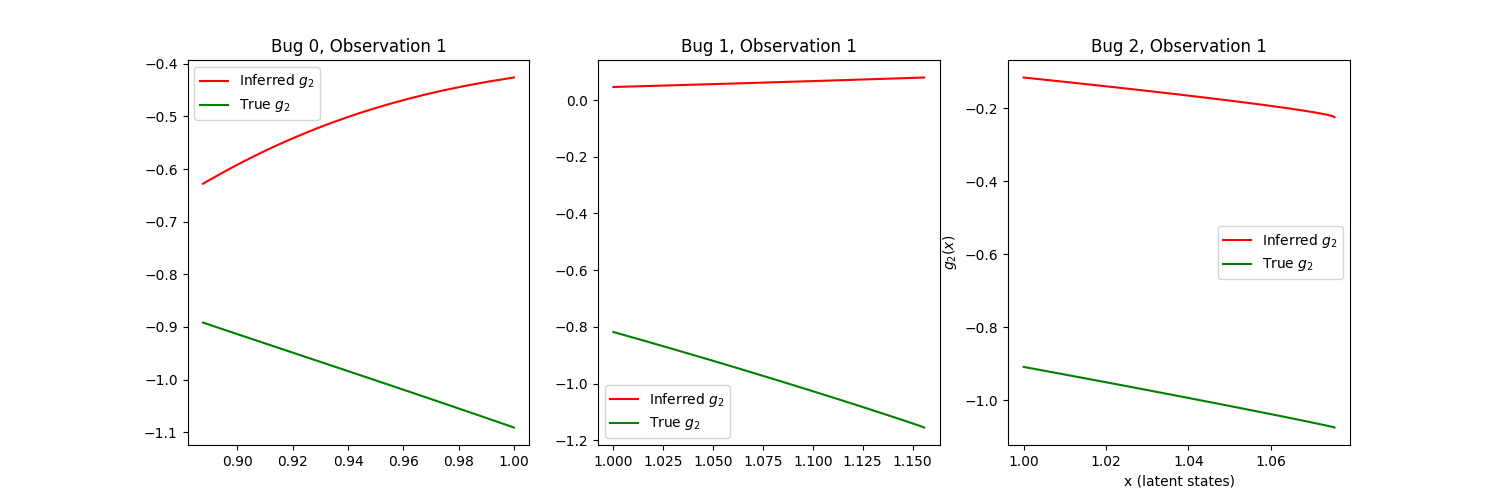 Bug 0, Observation 1
Inferred g₂
True g₂
−0.4
−0.5
−0.6
−0.7
−0.8
−0.9
−1.0
−1.1
0.90 0.92 0.94 0.96 0.98 1.00
Bug 1, Observation 1
0.0
−0.2
−0.4
−0.6
−0.8
−1.0
−1.2
Inferred g₂
True g₂
1.000 1.025 1.050 1.075 1.100 1.125 1.150
Bug 2, Observation 1
g₂(x)
−0.2
−0.4
−0.6
−0.8
−1.0
Inferred g₂
True g₂
1.00 1.02 1.04 1.06
x (latent states)